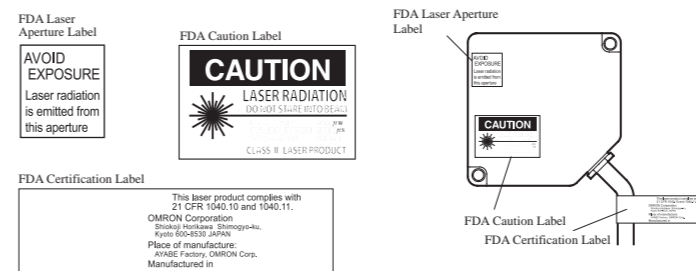 FDA Laser
Aperture Label
AVOID
EXPOSURE
Laser radiation
is emitted from
this aperture
FDA Caution Label
CAUTION
LASER RADIATION
DO NOT STARE INTO BEAM
CLASS II LASER PRODUCT
FDA Certification Label
This laser product complies with
21 CFR 1040.10 and 1040.11.
OMRON Corporation
Shiokoji Horikawa Shimogyo-ku,
Kyoto 600-8530 JAPAN
Place of manufacture:
AYABE Factory, OMRON Corp.
Manufactured in
FDA Laser Aperture
Label
AVOID
EXPOSURE
Laser radiation
is emitted from
this aperture
CAUTION
FDA Caution Label
FDA Certification Label